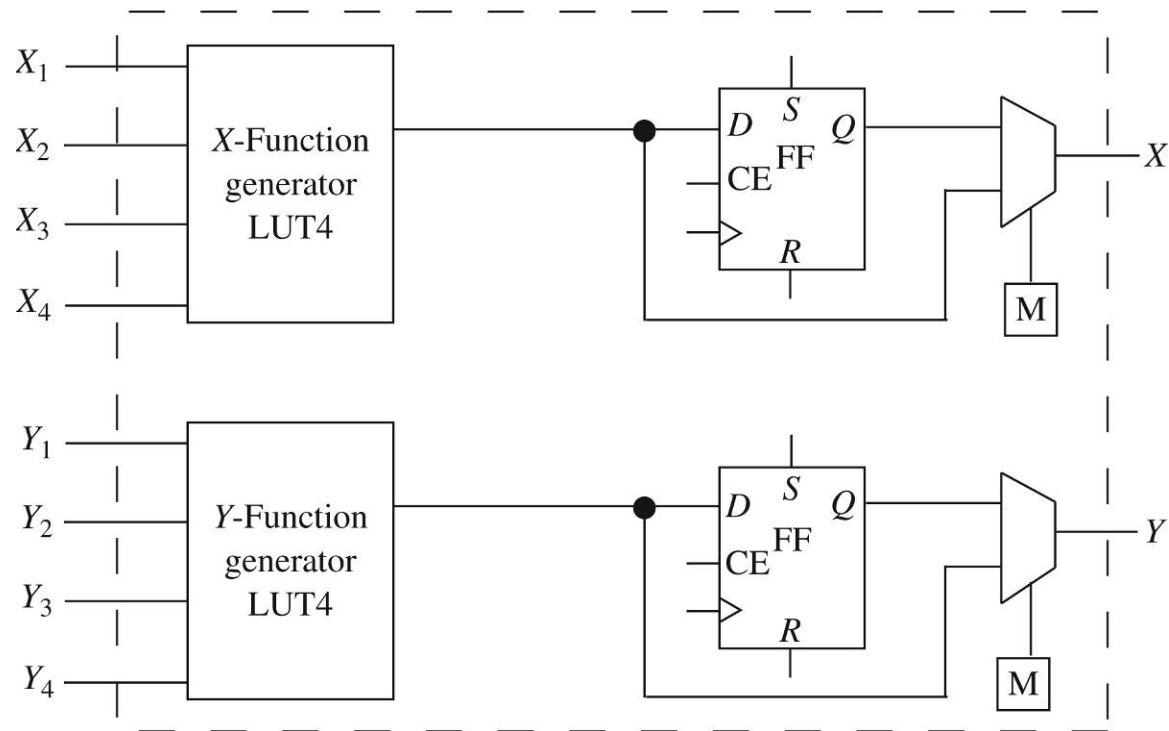 X1
X2
X3
X4
X-Function
generator
LUT4
D
S
Q
FF
CE
R
M
X
Y1
Y2
Y3
Y4
Y-Function
generator
LUT4
D
S
Q
FF
CE
R
M
Y